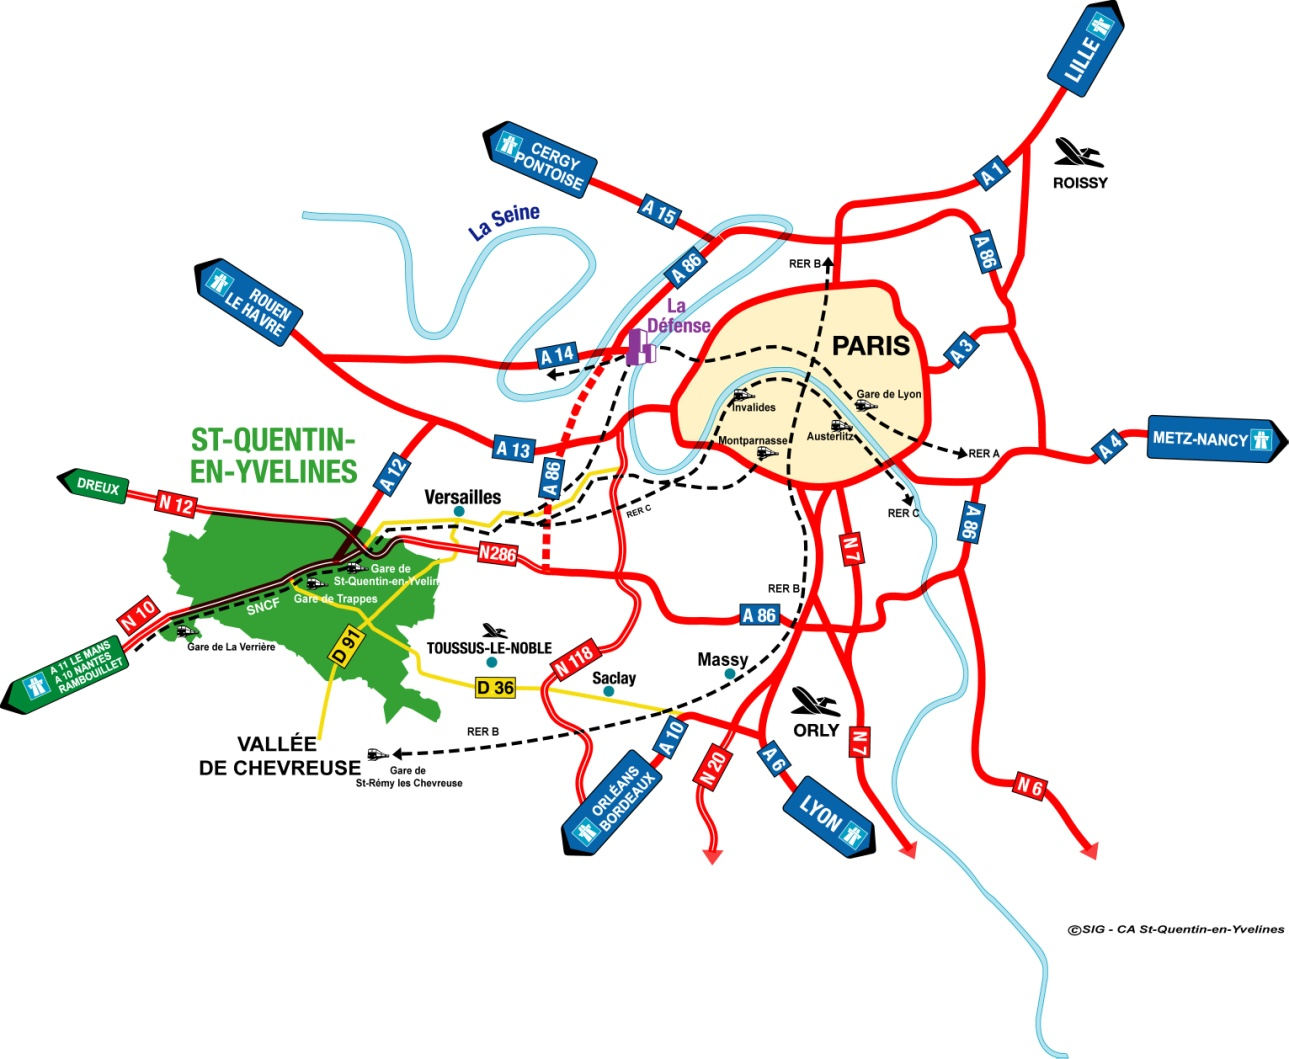 LILLE
A 1
ROISSY
CERGY
PONTOISE
A 15
La Seine
A 86
A 86
RER B
ROUEN
LE HAVRE
La
Défense
A 14
PARIS
A 3
Gare de Lyon
Invalides
Austerlitz
Montparnasse
RER A
A 4
METZ-NANCY
ST-QUENTIN-
EN-YVELINES
A 13
A 12
A 86
DREUX
N 12
Versailles
RER C
RER C
A 86
N286
N 7
Gare de
St-Quentin-en-Yvelin
Gare de Trappes
SNCF
RER B
A 86
N 10
Gare de La Verrière
D 91
A 11 LE MANS
A 10 NANTES
RAMBOUILLET
TOUSSUS-LE-NOBLE
N 118
Massy
Saclay
D 36
ORLY
RER B
A 10
N 7
VALLÉE
DE CHEVREUSE
Gare de
St-Rémy les Chevreuse
N 20
A 6
N 6
ORLÉANS
BORDEAUX
LYON
©SIG - CA St-Quentin-en-Yvelines